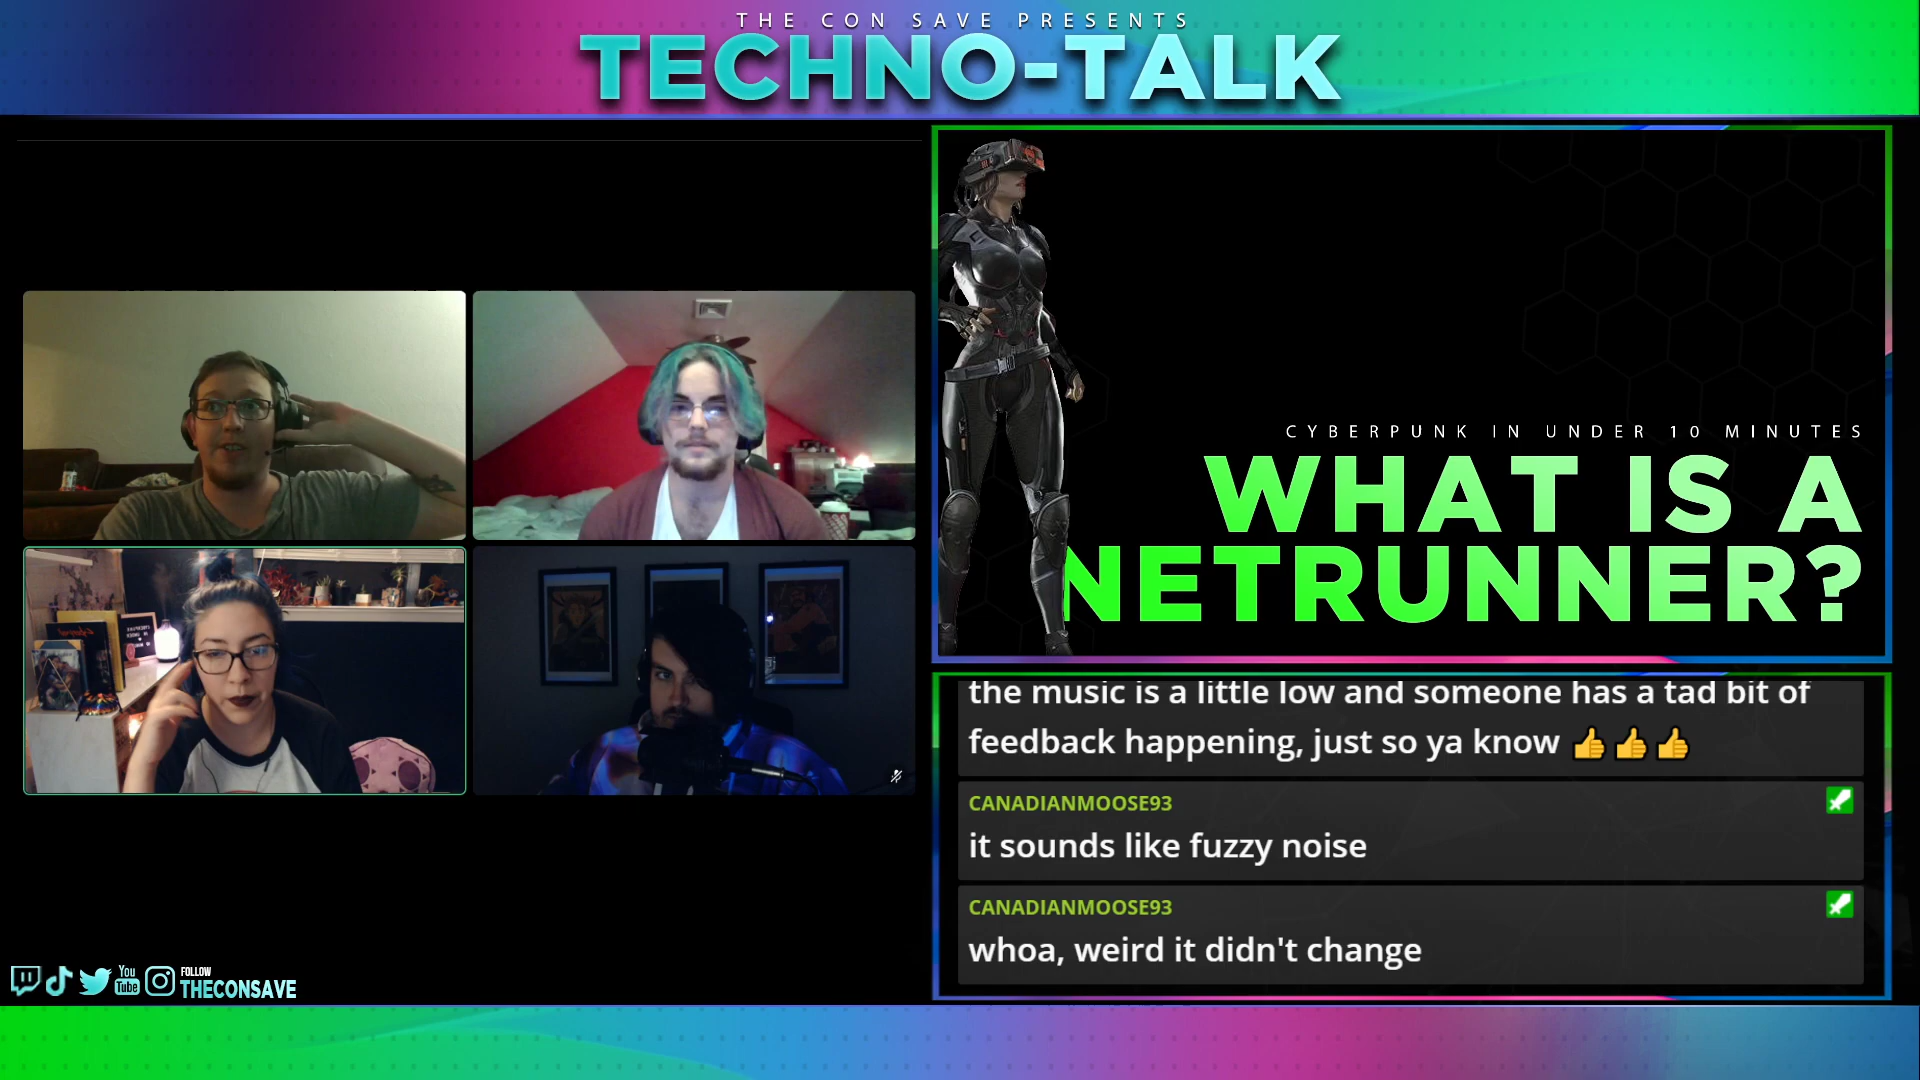 THE CON SAVE PRESENTS
TECHNO-TALK
CYBERPUNK IN UNDER 10 MINUTES
WHAT IS A
NETRUNNER?
the music is a little low and someone has a tad bit of
feedback happening, just so ya know 👍👍👍
CANADIANMOOSE93
it sounds like fuzzy noise
CANADIANMOOSE93
whoa, weird it didn't change
You
Tube
FOLLOW
THECONSAVE